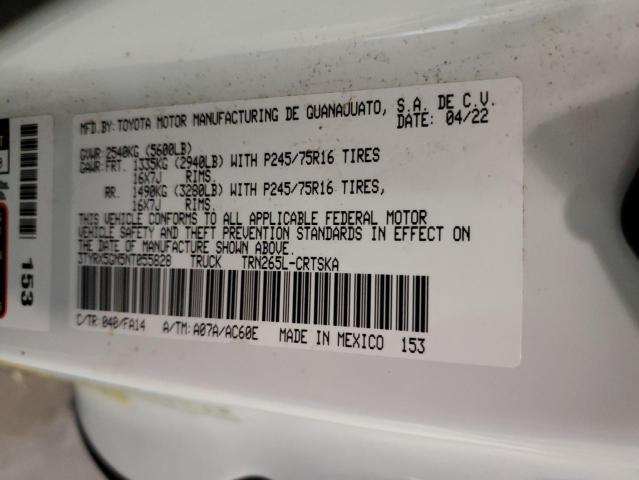 MFD.BY:TOYOTA MOTOR MANUFACTURING DE GUANAJUATO, S.A. DE C.V.
DATE: 04/22
GVWR: 2540KG (5600LB)
GAWR:FRT. 1335KG (2940LB) WITH P245/75R16 TIRES
16X7J RIMS.
RR. 1490KG (3280LB) WITH P245/75R16 TIRES,
16X7J RIMS.
THIS VEHICLE CONFORMS TO ALL APPLICABLE FEDERAL MOTOR
VEHICLE SAFETY AND THEFT PREVENTION STANDARDS IN EFFECT ON
THE DATE OF MANUFACTURE SHOWN ABOVE.
3TYRX5GN5NT055828 TRUCK TRN265L-CRTSKA
C/TR:040/FA14 A/TM:A07A/AC60E MADE IN MEXICO 153
153